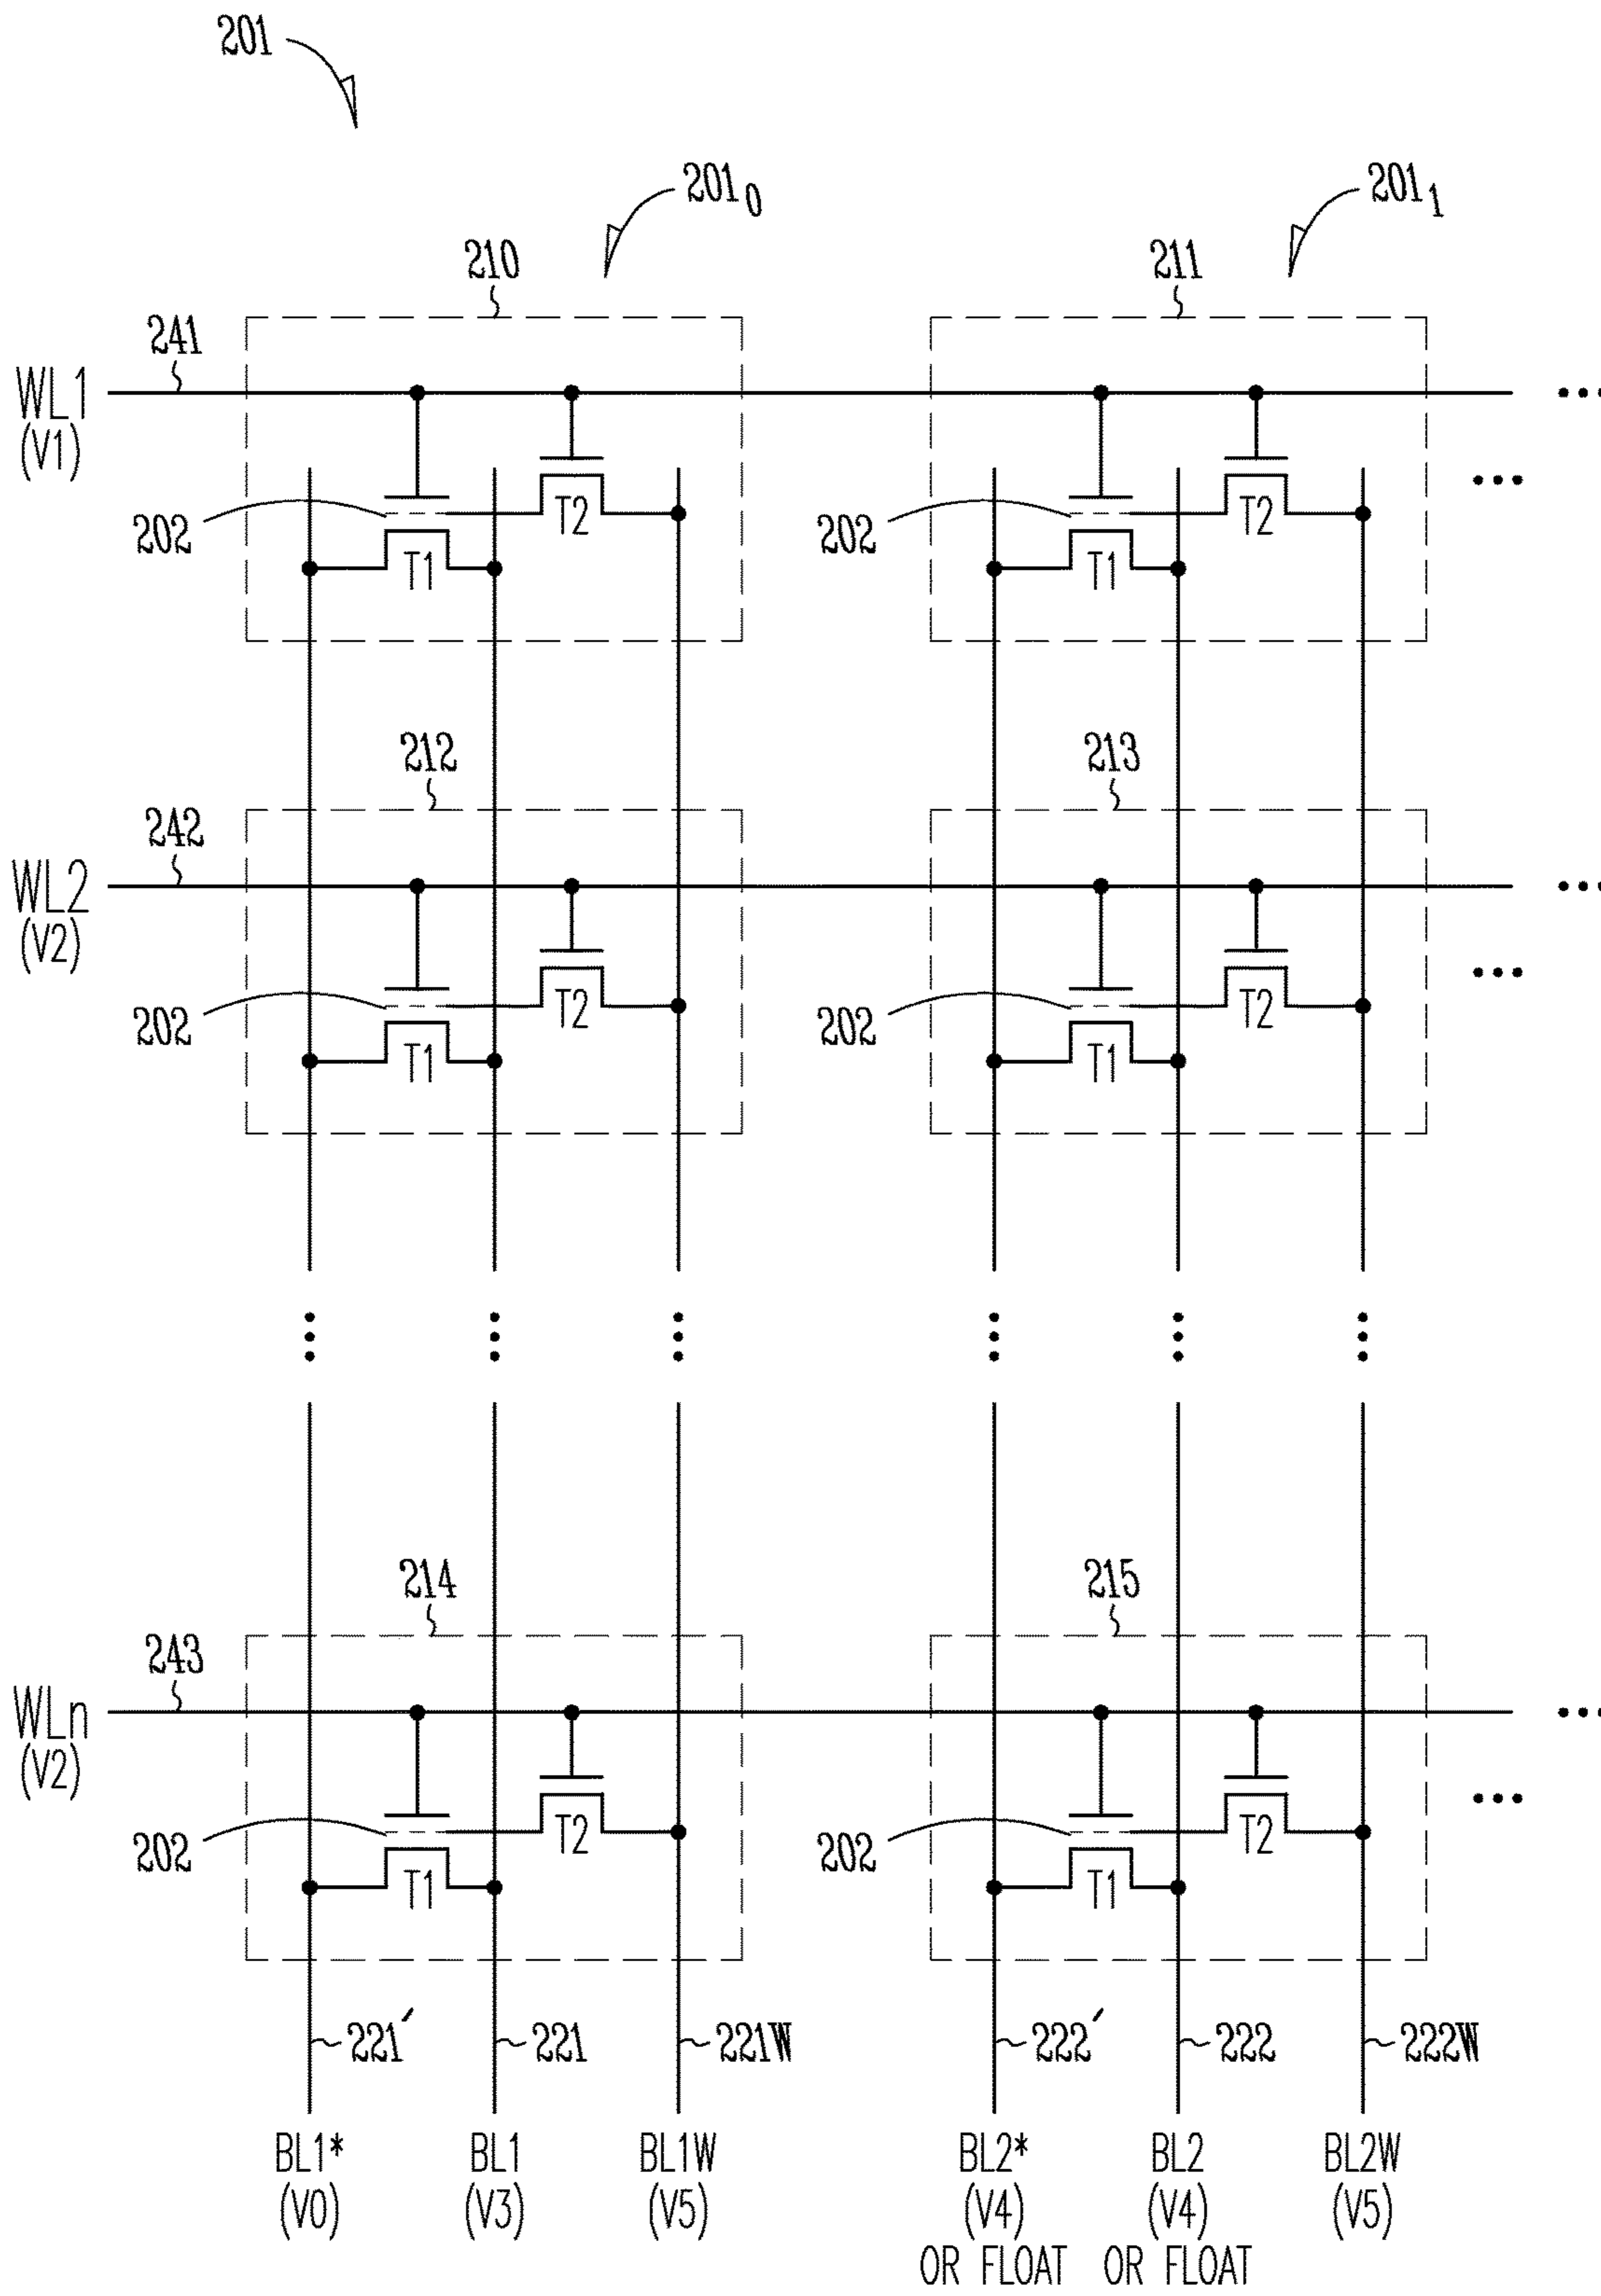 201
201₀ 201₁
210 211
241
WL1
(V1)
202 T1 T2 202 T1 T2
212 213
242
WL2
(V2)
202 T1 T2 202 T1 T2
214 215
243
WLn
(V2)
202 T1 T2 202 T1 T2
221′ 221 221W 222′ 222 222W
BL1* BL1 BL1W BL2* BL2 BL2W
(V0) (V3) (V5) (V4) (V4) (V5)
OR FLOAT OR FLOAT